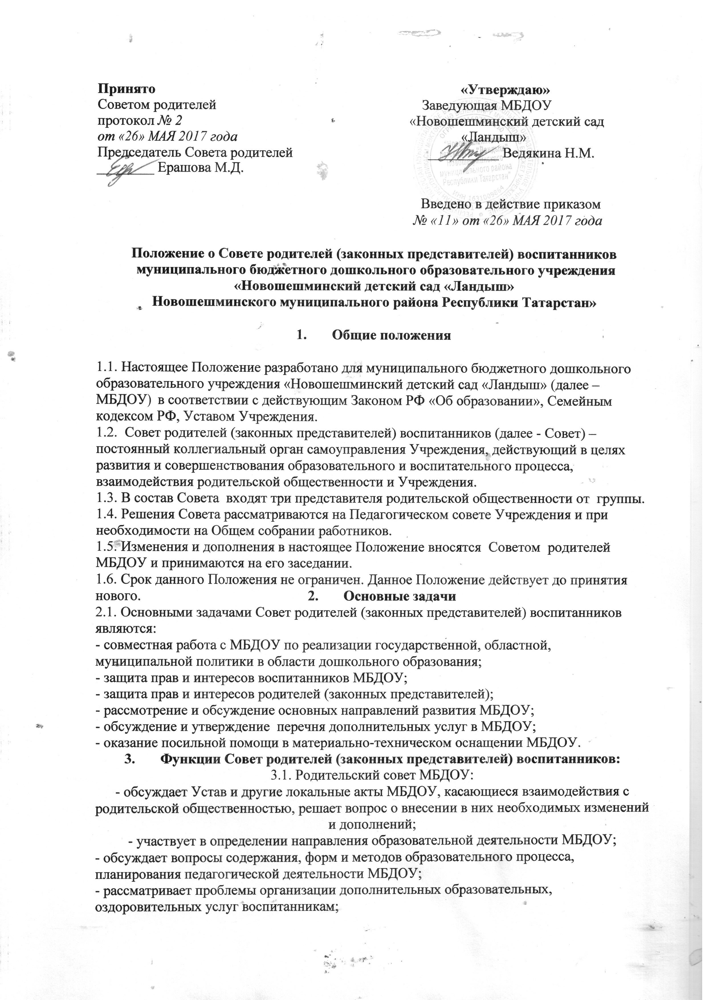 Принято
Советом родителей
протокол № 2
от «26» МАЯ 2017 года
Председатель Совета родителей
Ерашова М.Д.
«Утверждаю»
Заведующая МБДОУ
«Новошешминский детский сад
«Ландыш»
Ведякина Н.М.
муниципального района
Республики Татарстан"
ИНН 1631009864
Введено в действие приказом
№ «11» от «26» МАЯ 2017 года
Положение о Совете родителей (законных представителей) воспитанников
муниципального бюджетного дошкольного образовательного учреждения
«Новошешминский детский сад «Ландыш»
Новошешминского муниципального района Республики Татарстан»
1. Общие положения
1.1. Настоящее Положение разработано для муниципального бюджетного дошкольного
образовательного учреждения «Новошешминский детский сад «Ландыш» (далее –
МБДОУ) в соответствии с действующим Законом РФ «Об образовании», Семейным
кодексом РФ, Уставом Учреждения.
1.2. Совет родителей (законных представителей) воспитанников (далее - Совет) –
постоянный коллегиальный орган самоуправления Учреждения, действующий в целях
развития и совершенствования образовательного и воспитательного процесса,
взаимодействия родительской общественности и Учреждения.
1.3. В состав Совета входят три представителя родительской общественности от группы.
1.4. Решения Совета рассматриваются на Педагогическом совете Учреждения и при
необходимости на Общем собрании работников.
1.5. Изменения и дополнения в настоящее Положение вносятся Советом родителей
МБДОУ и принимаются на его заседании.
1.6. Срок данного Положения не ограничен. Данное Положение действует до принятия
нового. 2. Основные задачи
2.1. Основными задачами Совет родителей (законных представителей) воспитанников
являются:
- совместная работа с МБДОУ по реализации государственной, областной,
муниципальной политики в области дошкольного образования;
- защита прав и интересов воспитанников МБДОУ;
- защита прав и интересов родителей (законных представителей);
- рассмотрение и обсуждение основных направлений развития МБДОУ;
- обсуждение и утверждение перечня дополнительных услуг в МБДОУ;
- оказание посильной помощи в материально-техническом оснащении МБДОУ.
3. Функции Совет родителей (законных представителей) воспитанников:
3.1. Родительский совет МБДОУ:
- обсуждает Устав и другие локальные акты МБДОУ, касающиеся взаимодействия с
родительской общественностью, решает вопрос о внесении в них необходимых изменений
и дополнений;
- участвует в определении направления образовательной деятельности МБДОУ;
- обсуждает вопросы содержания, форм и методов образовательного процесса,
планирования педагогической деятельности МБДОУ;
- рассматривает проблемы организации дополнительных образовательных,
оздоровительных услуг воспитанникам;